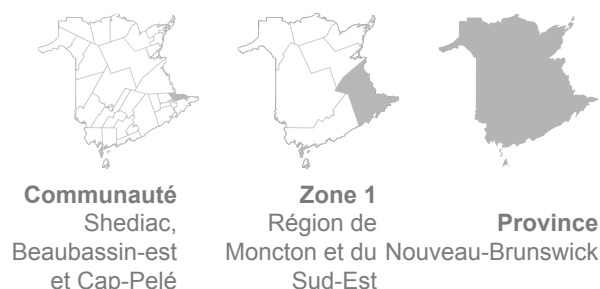 Communauté
Shediac,
Beaubassin-est
et Cap-Pelé
Zone 1
Région de
Moncton et du
Sud-Est
Province
Nouveau-Brunswick